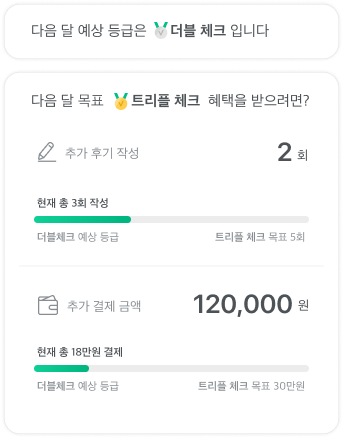 다음 달 예상 등급은 더블 체크 입니다
다음 달 목표 트리플 체크 혜택을 받으려면?
추가 후기 작성 2 회
현재 총 3회 작성
더블체크 예상 등급 트리플 체크 목표 5회
추가 결제 금액 120,000 원
현재 총 18만원 결제
더블체크 예상 등급 트리플 체크 목표 30만원